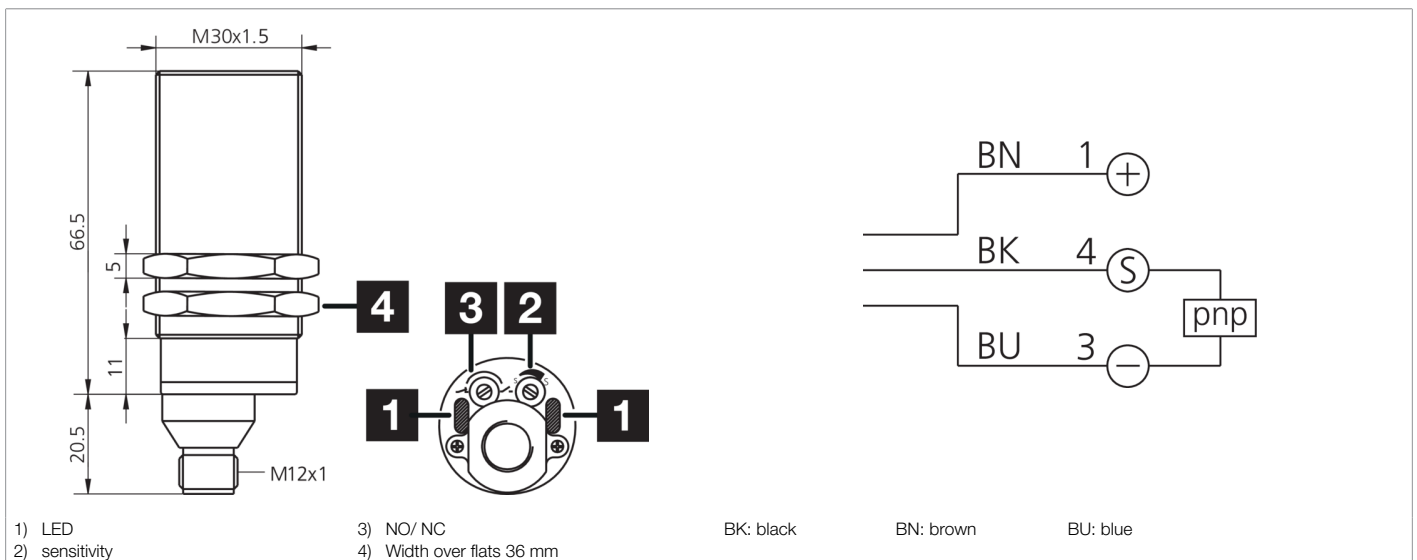 M30x1.5
66.5
5
11
20.5
M12x1
4
3
2
1
1
S
S
BN 1 +
BK 4 S
pnp
BU 3 −
1) LED
2) sensitivity
3) NO/ NC
4) Width over flats 36 mm
BK: black
BN: brown
BU: blue